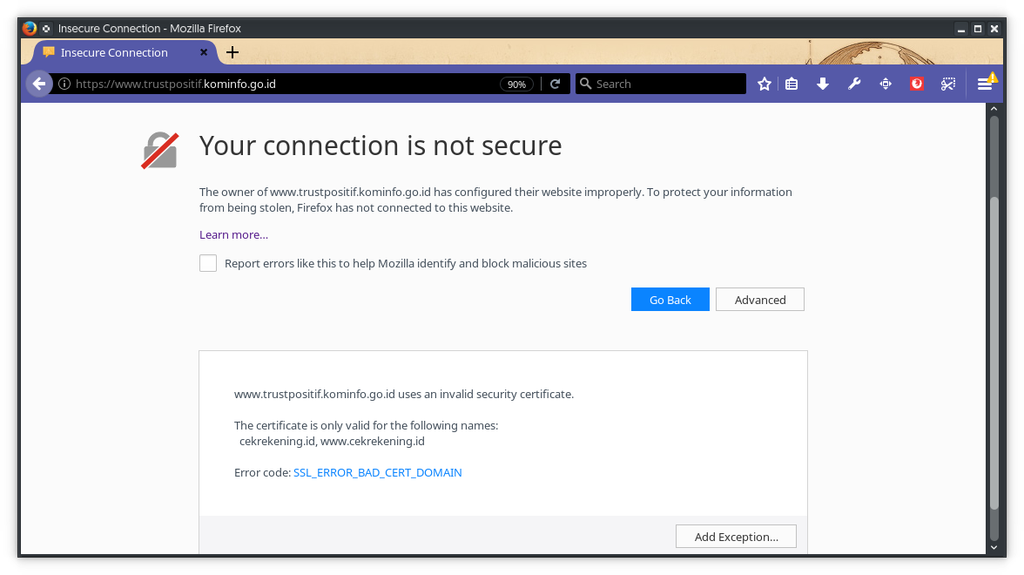 Insecure Connection - Mozilla Firefox
Insecure Connection
https://www.trustpositif.kominfo.go.id
90%
Search
Your connection is not secure
The owner of www.trustpositif.kominfo.go.id has configured their website improperly. To protect your information
from being stolen, Firefox has not connected to this website.
Learn more...
Report errors like this to help Mozilla identify and block malicious sites
Go Back
Advanced
www.trustpositif.kominfo.go.id uses an invalid security certificate.
The certificate is only valid for the following names:
cekrekening.id, www.cekrekening.id
Error code: SSL_ERROR_BAD_CERT_DOMAIN
Add Exception...